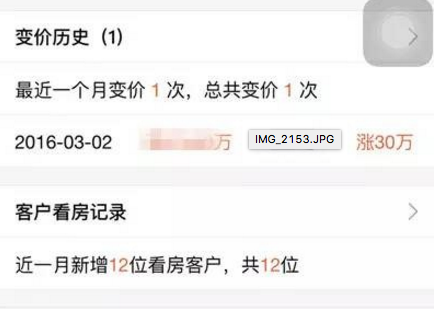 变价历史（1）
最近一个月变价 1 次，总共变价 1 次
2016-03-02 万 IMG_2153.JPG 涨30万
客户看房记录
近一月新增12位看房客户，共12位